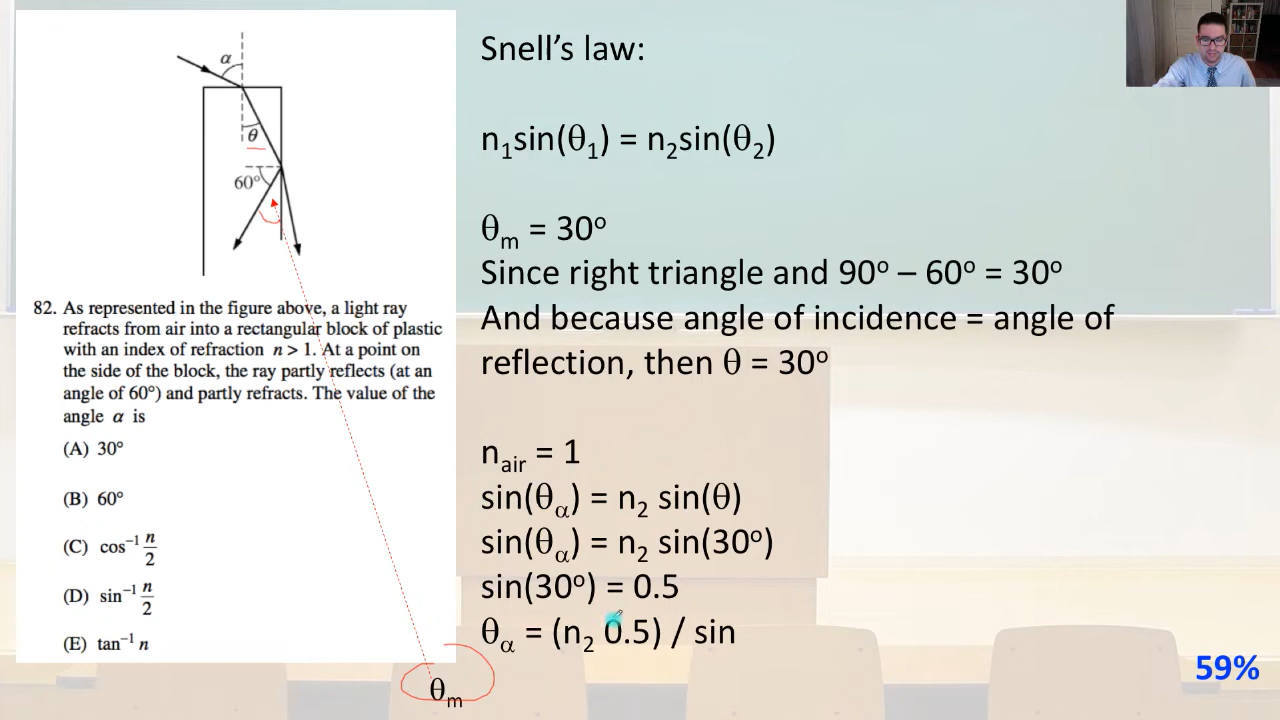 α
θ
60°
82. As represented in the figure above, a light ray
refracts from air into a rectangular block of plastic
with an index of refraction n > 1. At a point on
the side of the block, the ray partly reflects (at an
angle of 60°) and partly refracts. The value of the
angle α is
(A) 30°
(B) 60°
(C) cos⁻¹ n/2
(D) sin⁻¹ n/2
(E) tan⁻¹ n
θₘ
Snell’s law:
n₁sin(θ₁) = n₂sin(θ₂)
θₘ = 30º
Since right triangle and 90º – 60º = 30º
And because angle of incidence = angle of
reflection, then θ = 30º
nₐᵢᵣ = 1
sin(θα) = n₂ sin(θ)
sin(θα) = n₂ sin(30º)
sin(30º) = 0.5
θα = (n₂ 0.5) / sin
59%